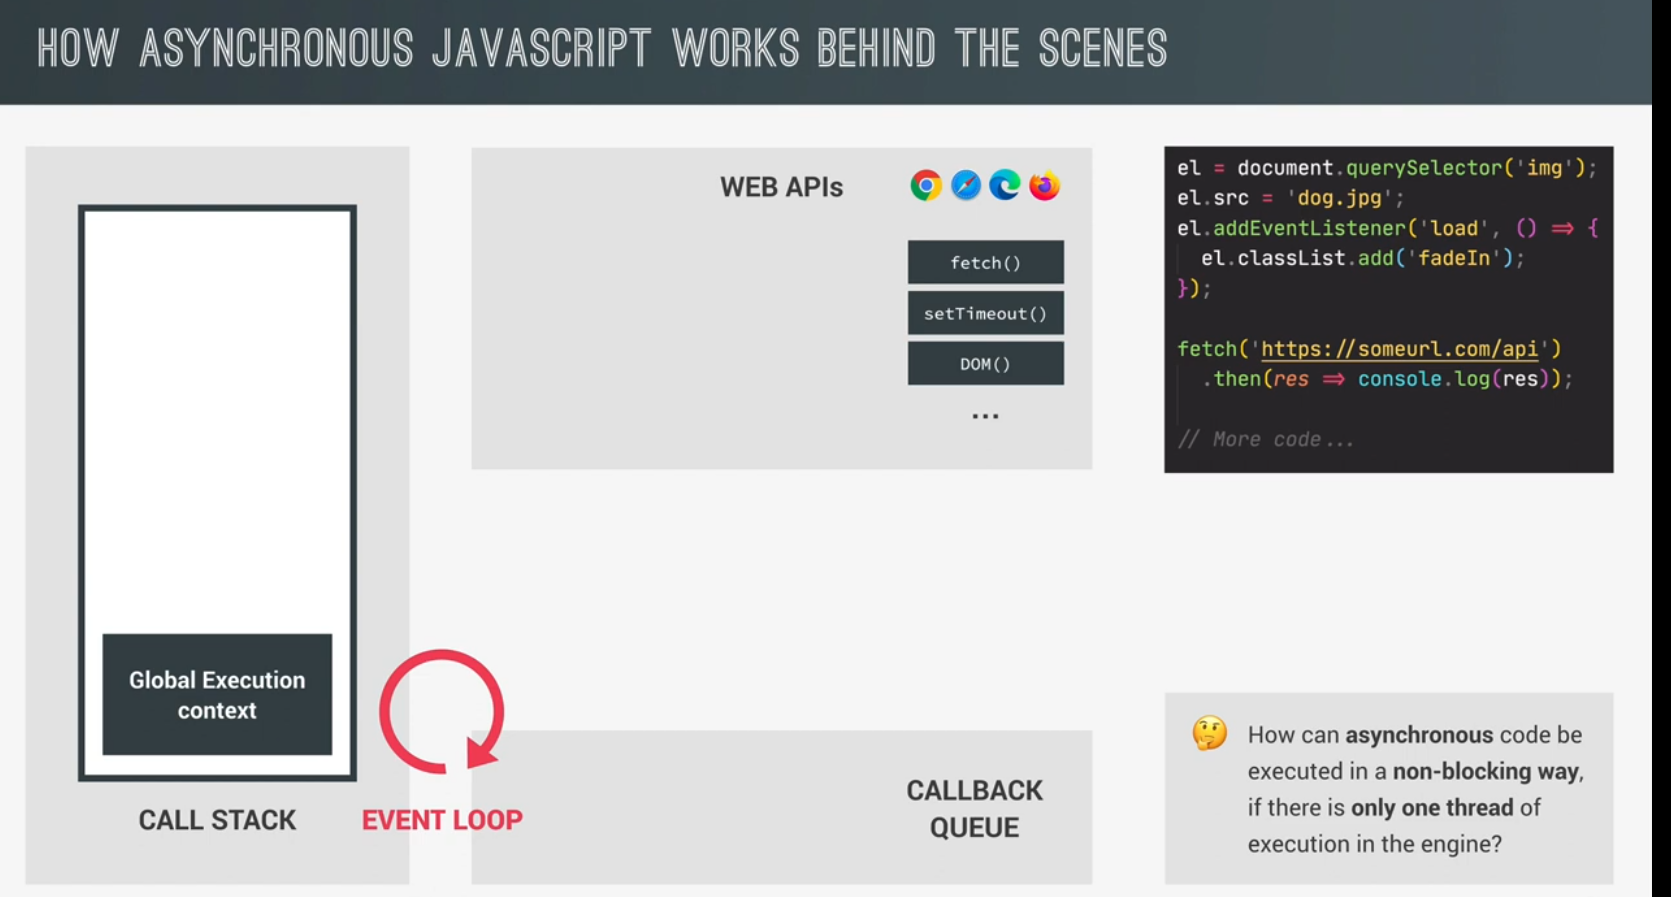 HOW ASYNCHRONOUS JAVASCRIPT WORKS BEHIND THE SCENES
Global Execution
context
CALL STACK
EVENT LOOP
WEB APIs
fetch()
setTimeout()
DOM()
...
CALLBACK
QUEUE
el = document.querySelector('img');
el.src = 'dog.jpg';
el.addEventListener('load', () => {
  el.classList.add('fadeIn');
});
fetch('https://someurl.com/api')
  .then(res => console.log(res));
// More code...
How can asynchronous code be
executed in a non-blocking way,
if there is only one thread of
execution in the engine?